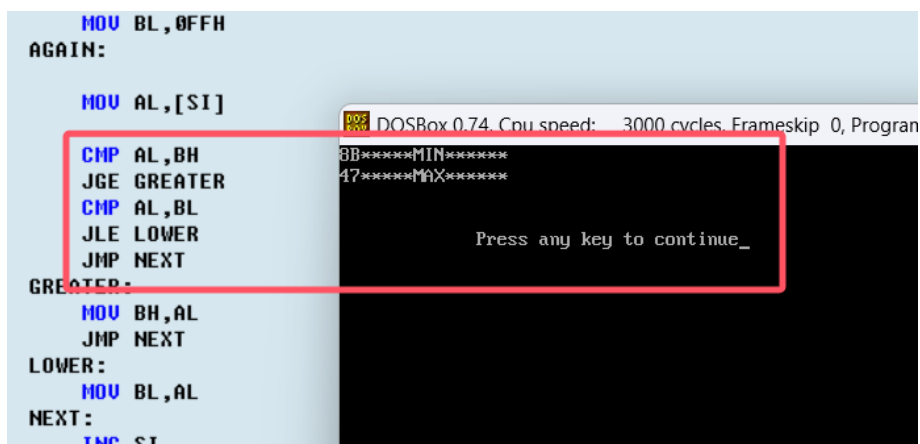 MOV BL,0FFH
AGAIN:
MOV AL,[SI]
CMP AL,BH
JGE GREATER
CMP AL,BL
JLE LOWER
JMP NEXT
GREATER:
MOV BH,AL
JMP NEXT
LOWER:
MOV BL,AL
NEXT:
INC SI
DOSBox 0.74, Cpu speed: 3000 cycles, Frameskip 0, Program
8B*****MIN******
47*****MAX******
Press any key to continue_